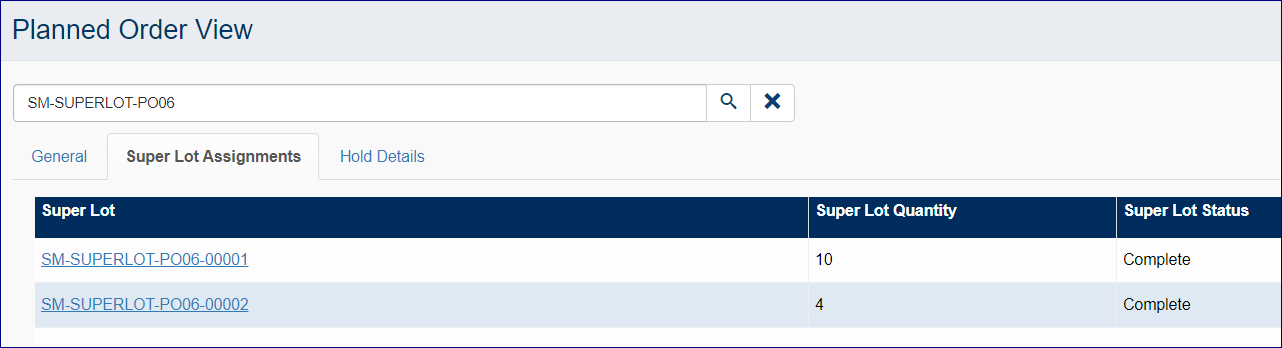 Planned Order View
SM-SUPERLOT-PO06
General Super Lot Assignments Hold Details
Super Lot Super Lot Quantity Super Lot Status
SM-SUPERLOT-PO06-00001 10 Complete
SM-SUPERLOT-PO06-00002 4 Complete